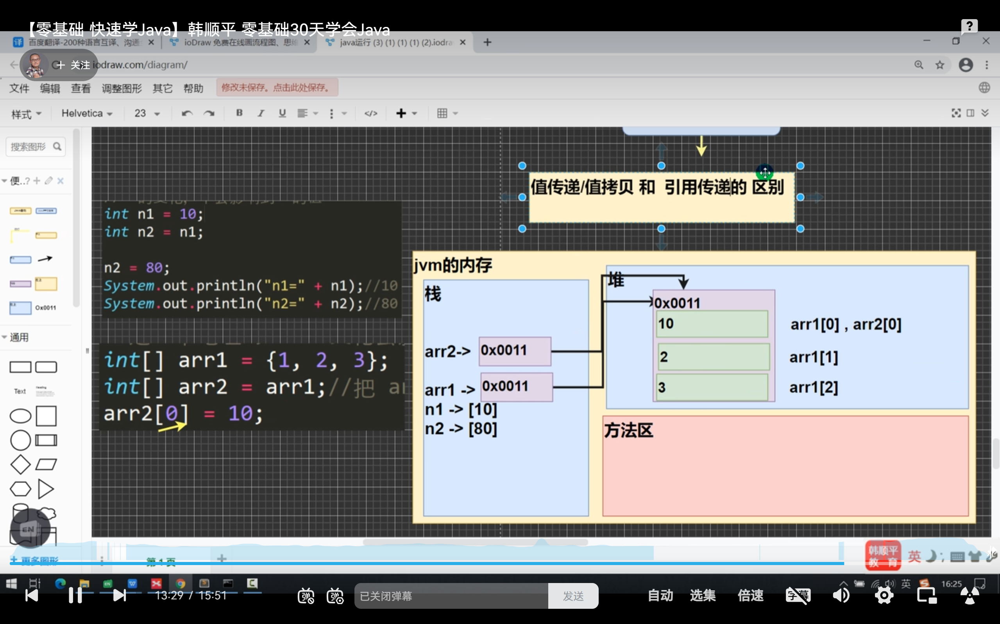 【零基础 快速学Java】韩顺平 零基础30天学会Java
译 百度翻译-200种语言互译、沟通
ioDraw 免费在线画流程图、思维
java运行 (3) (1) (1) (1) (2).iodra
+ 关注
iodraw.com/diagram/
文件 编辑 查看 调整图形 其它 帮助 修改未保存。点击此处保存。
样式 Helvetica 23 B I U </>
搜索图形
便..?
0x0011
通用
Text
Heading
值传递/值拷贝 和 引用传递的 区别
int n1 = 10;
int n2 = n1;
n2 = 80;
System.out.println("n1=" + n1);//10
System.out.println("n2=" + n2);//80
int[] arr1 = {1, 2, 3};
int[] arr2 = arr1;//把 ar
arr2[0] = 10;
jvm的内存
栈
arr2-> 0x0011
arr1 -> 0x0011
n1 -> [10]
n2 -> [80]
堆
0x0011
10 arr1[0] , arr2[0]
2 arr1[1]
3 arr1[2]
方法区
EN
+ 更多图形
第 1 页
韩顺平
教 育
英
英 16:25
13:29 / 15:51
弹 弹
已关闭弹幕 发送
自动 选集 倍速 字幕